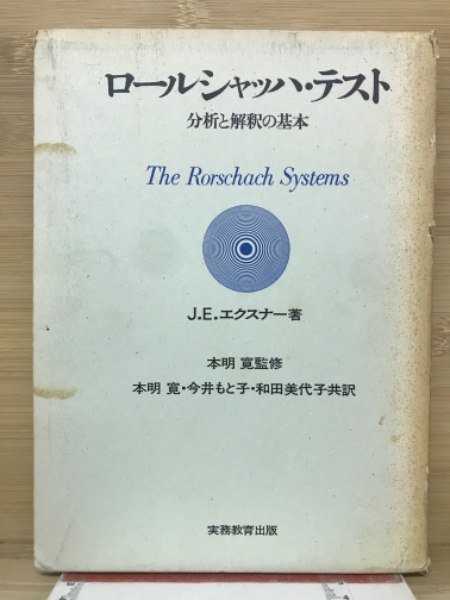 ロールシャッハ・テスト
分析と解釈の基本
The Rorschach Systems
J.E.エクスナー著
本明 寛監修
本明 寛・今井もと子・和田美代子共訳
実務教育出版